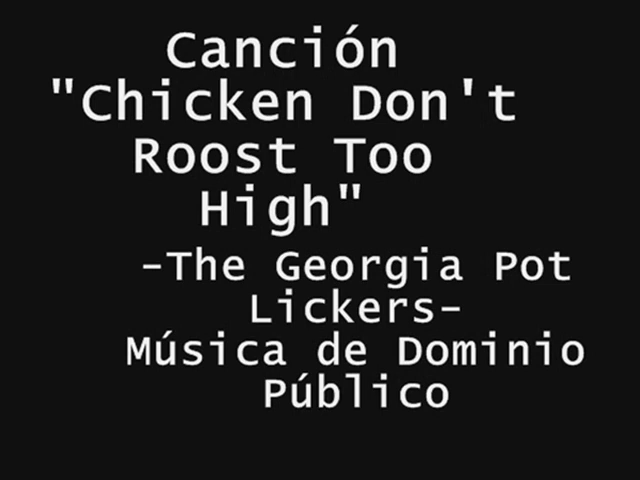 Canción
"Chicken Don't
Roost Too
High"
-The Georgia Pot
Lickers-
Música de Dominio
Público